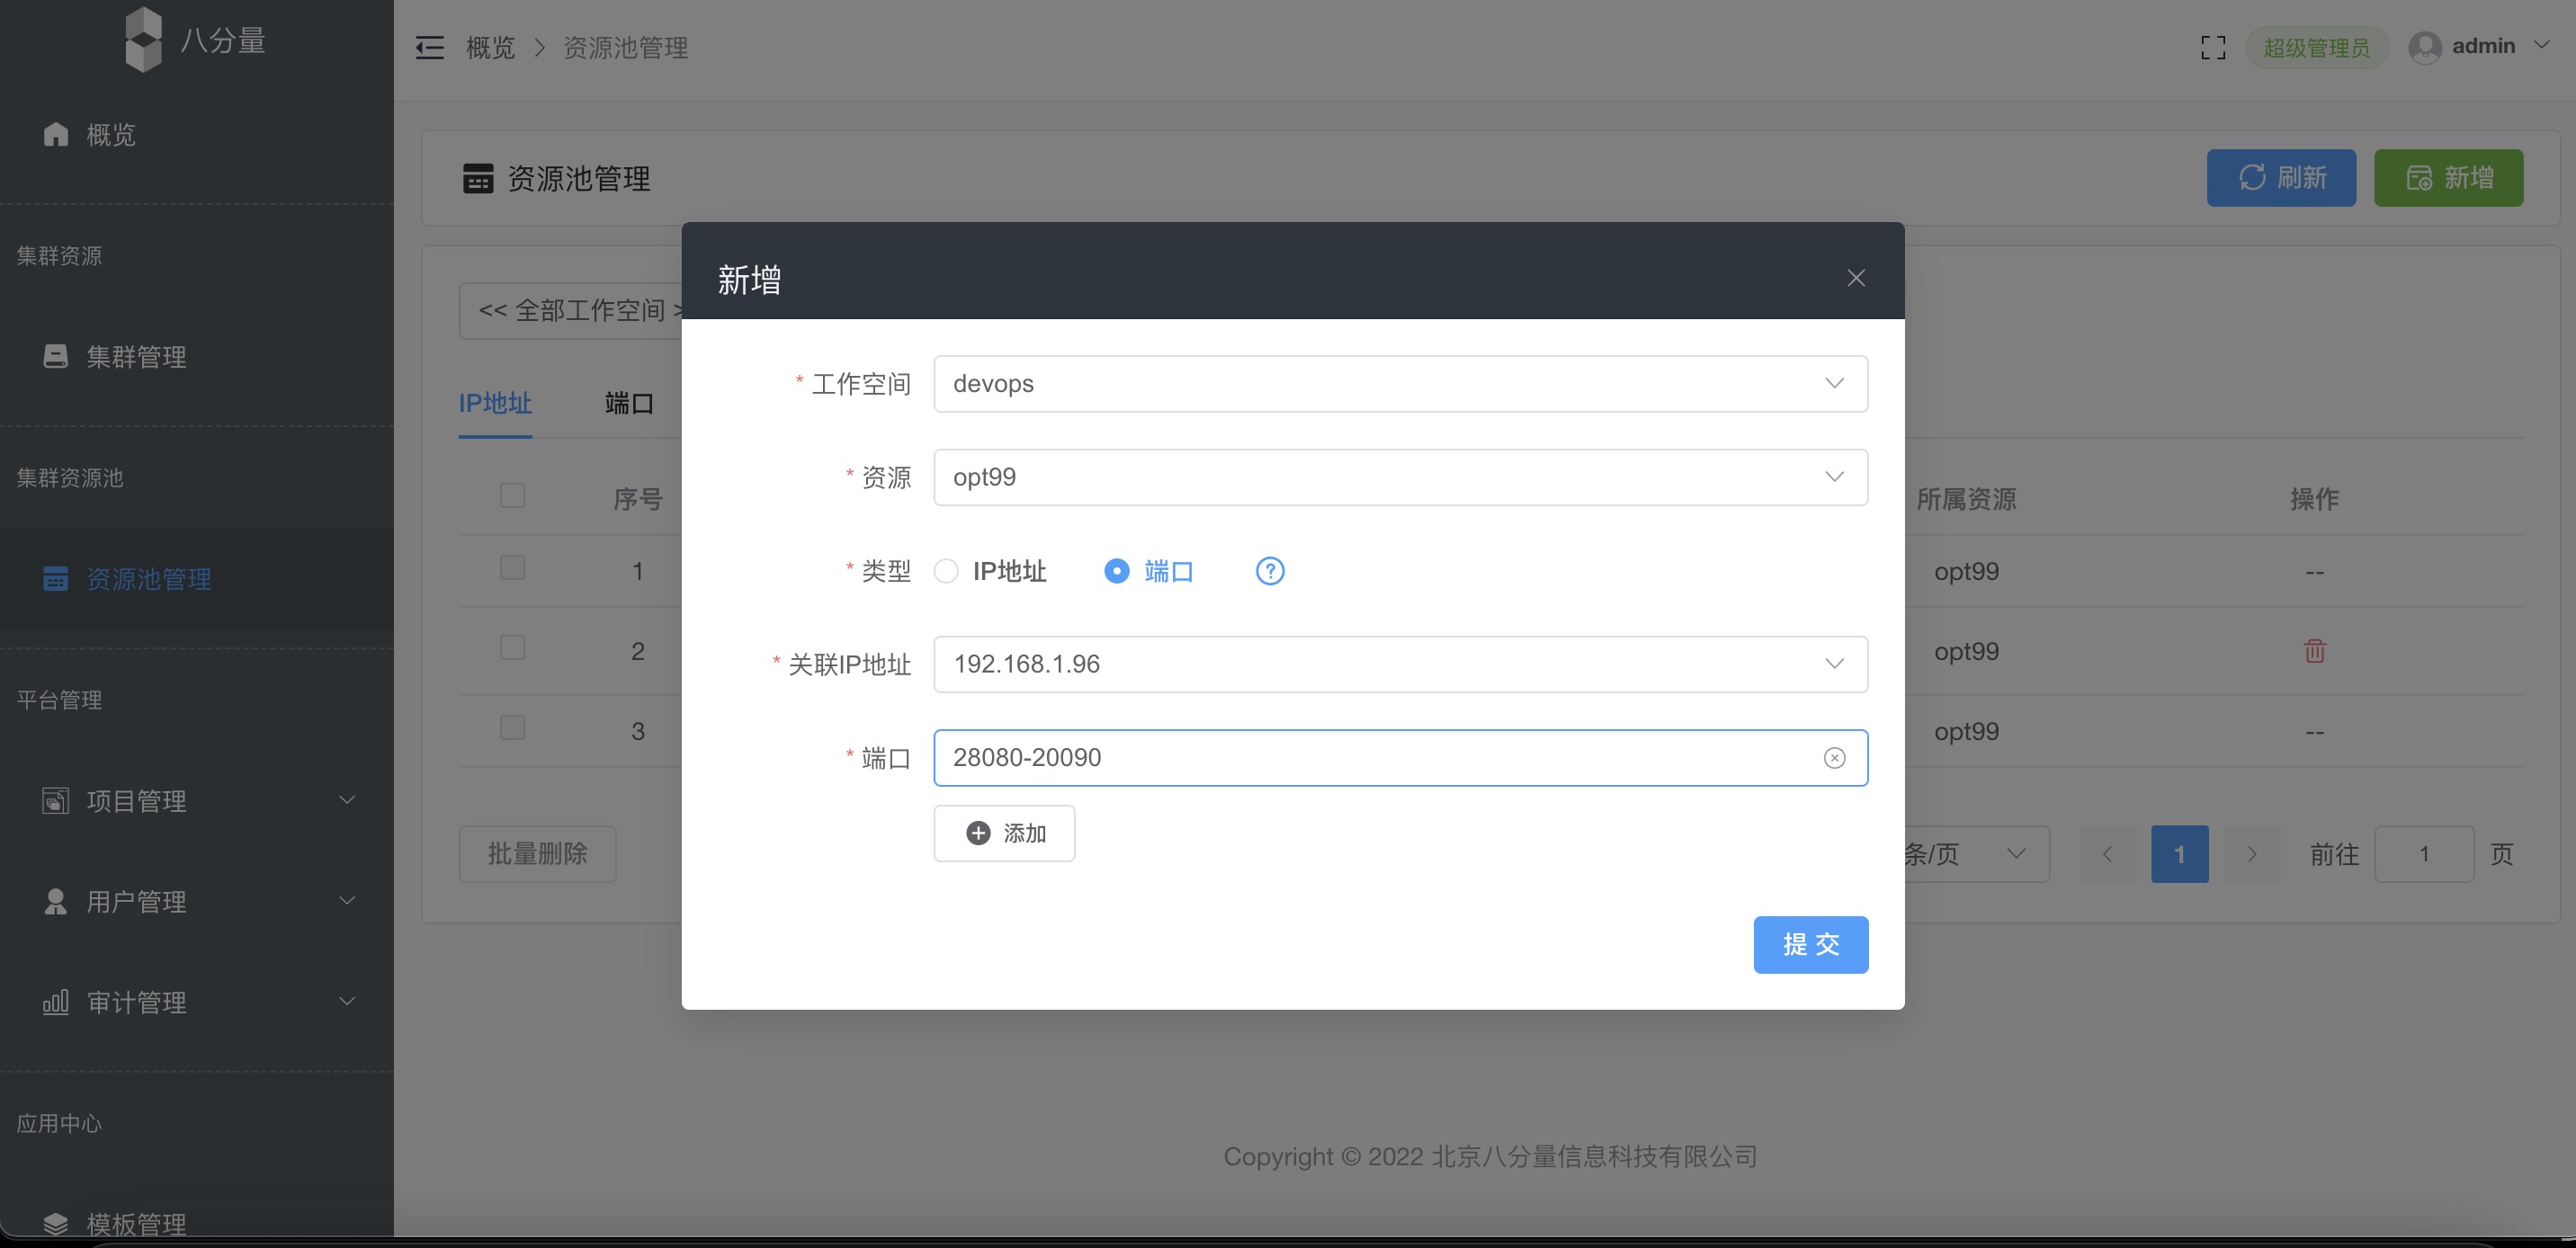 八分量
概览
集群资源
集群管理
集群资源池
资源池管理
平台管理
项目管理
用户管理
审计管理
应用中心
模板管理
概览 > 资源池管理
超级管理员
admin
资源池管理
刷新
新增
<< 全部工作空间 >
IP地址 端口
序号 所属资源 操作
1 opt99 --
2 opt99
3 opt99 --
批量删除
条/页 1 前往 1 页
新增
* 工作空间 devops
* 资源 opt99
* 类型 IP地址 端口 ?
* 关联IP地址 192.168.1.96
* 端口 28080-20090
添加
提 交
Copyright © 2022 北京八分量信息科技有限公司